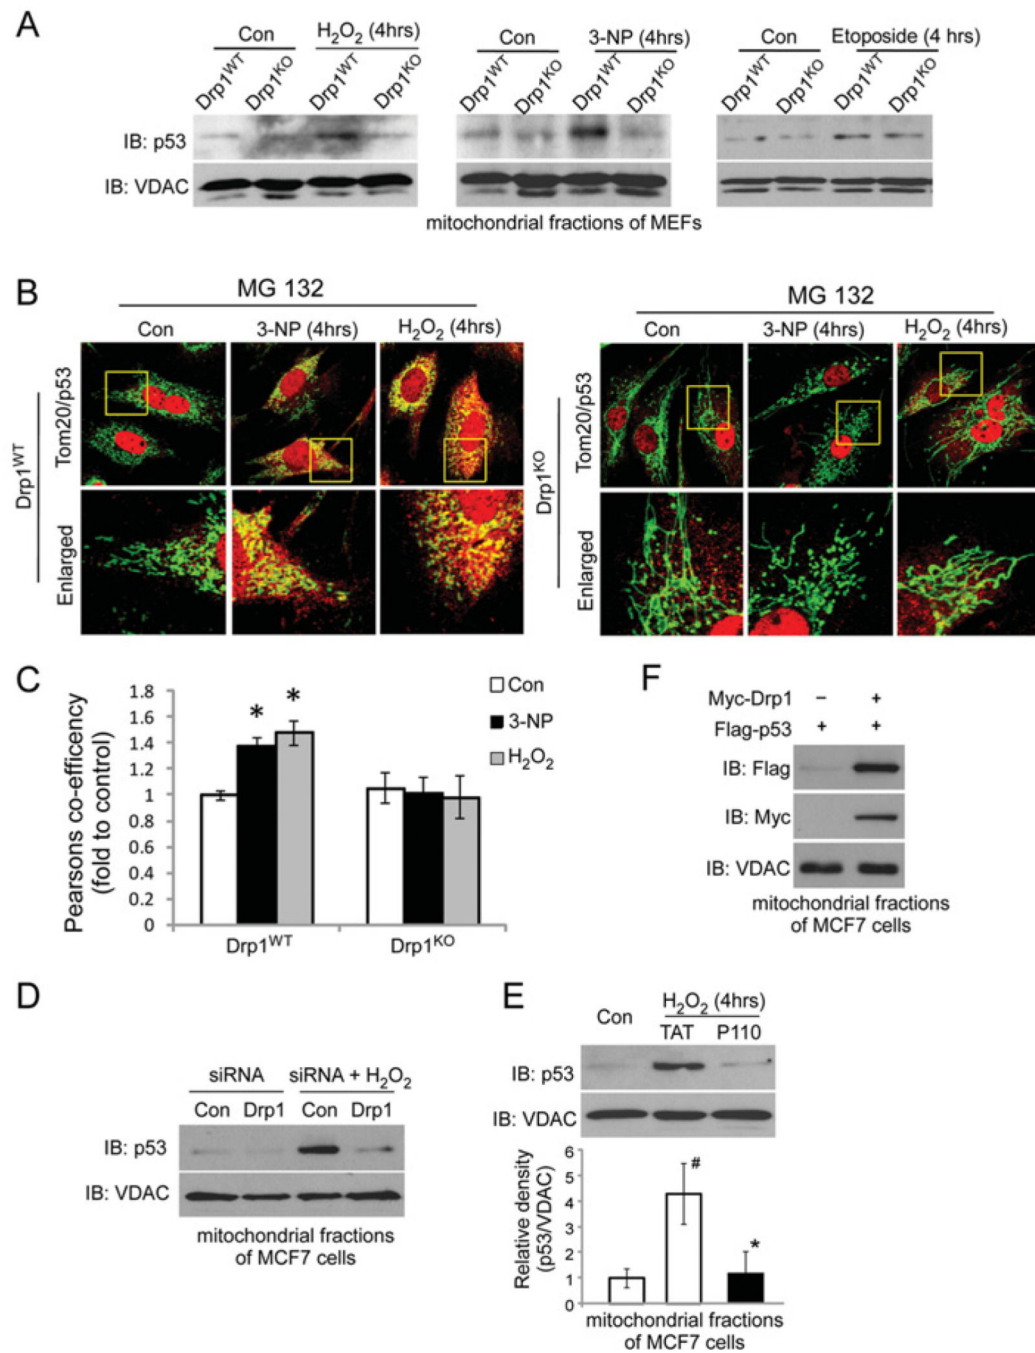 A
Con H₂O₂ (4hrs)
Drp1ᵂᵀ Drp1ᴷᴼ Drp1ᵂᵀ Drp1ᴷᴼ
Con 3-NP (4hrs)
Drp1ᵂᵀ Drp1ᴷᴼ Drp1ᵂᵀ Drp1ᴷᴼ
Con Etoposide (4 hrs)
Drp1ᵂᵀ Drp1ᴷᴼ Drp1ᵂᵀ Drp1ᴷᴼ
IB: p53
IB: VDAC
mitochondrial fractions of MEFs
B
MG 132
Con 3-NP (4hrs) H₂O₂ (4hrs)
Drp1ᵂᵀ
Tom20/p53
Enlarged
MG 132
Con 3-NP (4hrs) H₂O₂ (4hrs)
Drp1ᴷᴼ
Tom20/p53
Enlarged
C
Pearsons co-efficency
(fold to control)
1.8
1.6
1.4
1.2
1
0.8
0.6
0.4
0.2
0
* *
Con
3-NP
H₂O₂
Drp1ᵂᵀ Drp1ᴷᴼ
F
Myc-Drp1 – +
Flag-p53 + +
IB: Flag
IB: Myc
IB: VDAC
mitochondrial fractions
of MCF7 cells
D
siRNA siRNA + H₂O₂
Con Drp1 Con Drp1
IB: p53
IB: VDAC
mitochondrial fractions
of MCF7 cells
E
H₂O₂ (4hrs)
Con TAT P110
IB: p53
IB: VDAC
Relative density
(p53/VDAC)
6
5
4
3
2
1
0
# *
mitochondrial fractions
of MCF7 cells